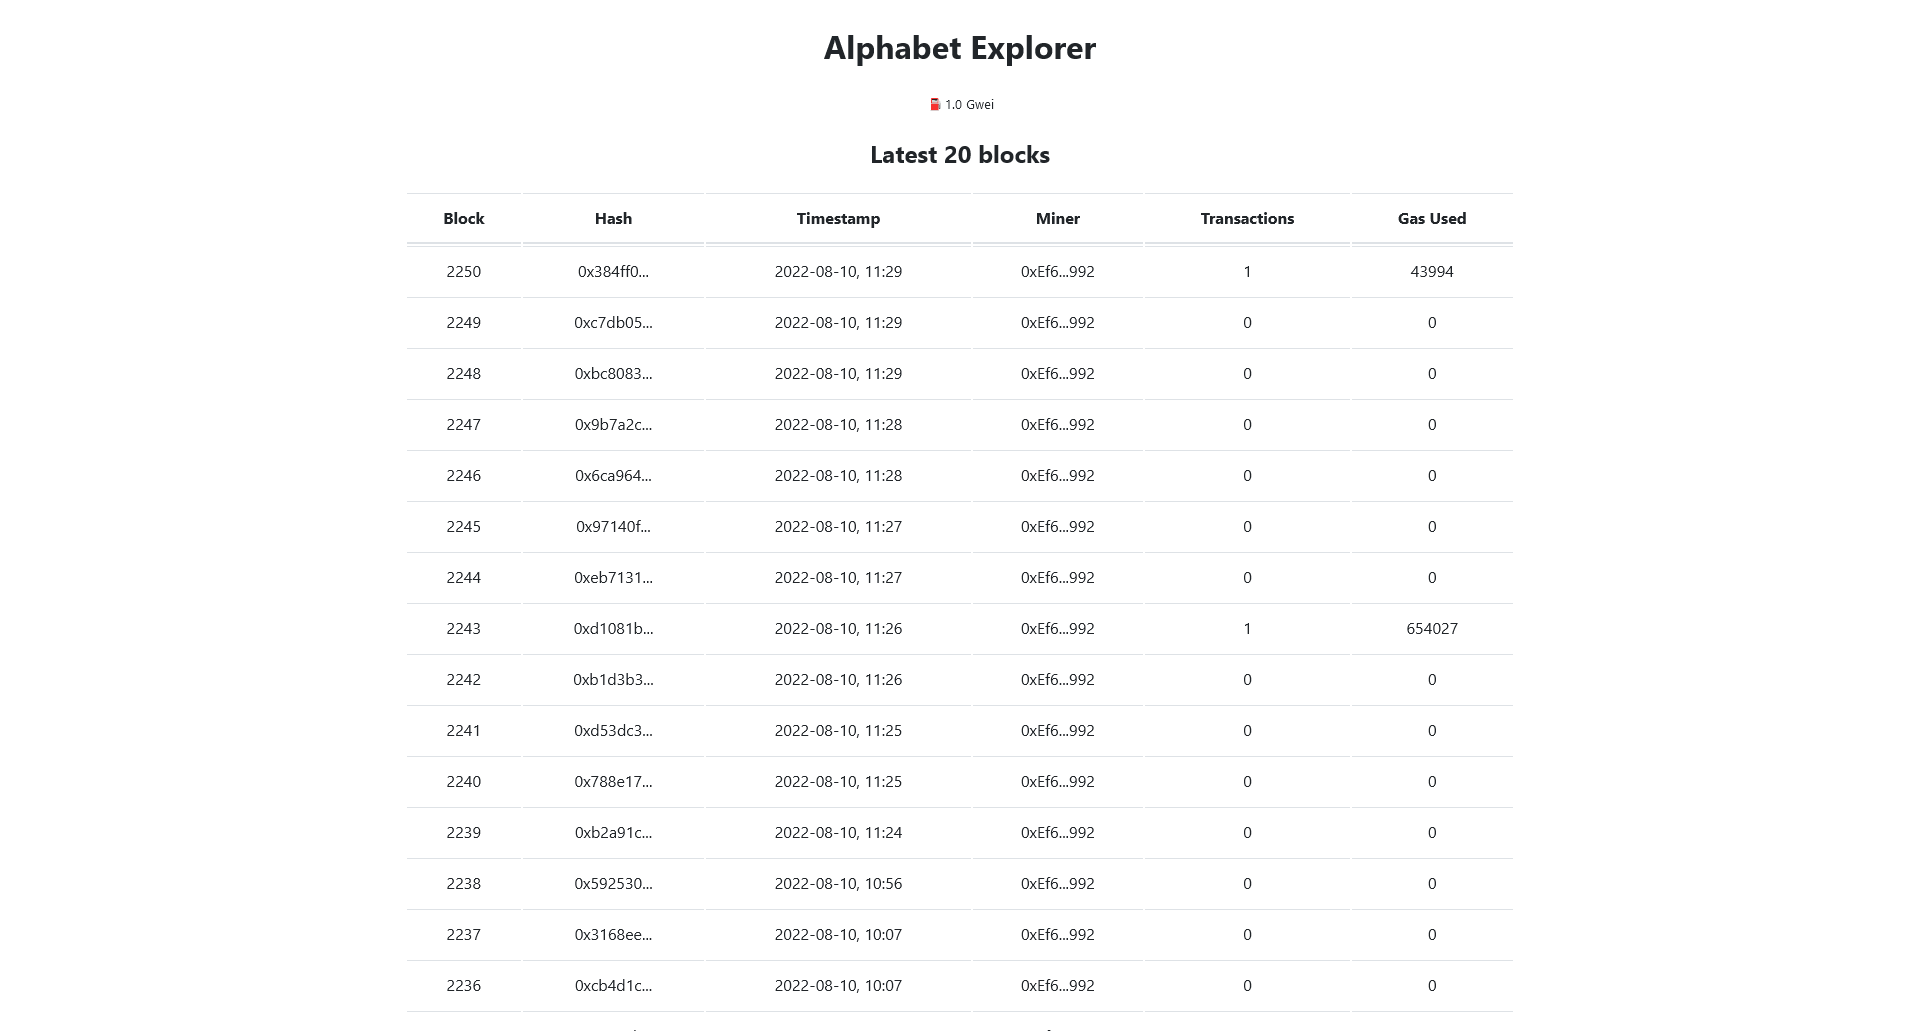 Alphabet Explorer
1.0 Gwei
Latest 20 blocks
Block Hash Timestamp Miner Transactions Gas Used
2250 0x384ff0... 2022-08-10, 11:29 0xEf6...992 1 43994
2249 0xc7db05... 2022-08-10, 11:29 0xEf6...992 0 0
2248 0xbc8083... 2022-08-10, 11:29 0xEf6...992 0 0
2247 0x9b7a2c... 2022-08-10, 11:28 0xEf6...992 0 0
2246 0x6ca964... 2022-08-10, 11:28 0xEf6...992 0 0
2245 0x97140f... 2022-08-10, 11:27 0xEf6...992 0 0
2244 0xeb7131... 2022-08-10, 11:27 0xEf6...992 0 0
2243 0xd1081b... 2022-08-10, 11:26 0xEf6...992 1 654027
2242 0xb1d3b3... 2022-08-10, 11:26 0xEf6...992 0 0
2241 0xd53dc3... 2022-08-10, 11:25 0xEf6...992 0 0
2240 0x788e17... 2022-08-10, 11:25 0xEf6...992 0 0
2239 0xb2a91c... 2022-08-10, 11:24 0xEf6...992 0 0
2238 0x592530... 2022-08-10, 10:56 0xEf6...992 0 0
2237 0x3168ee... 2022-08-10, 10:07 0xEf6...992 0 0
2236 0xcb4d1c... 2022-08-10, 10:07 0xEf6...992 0 0